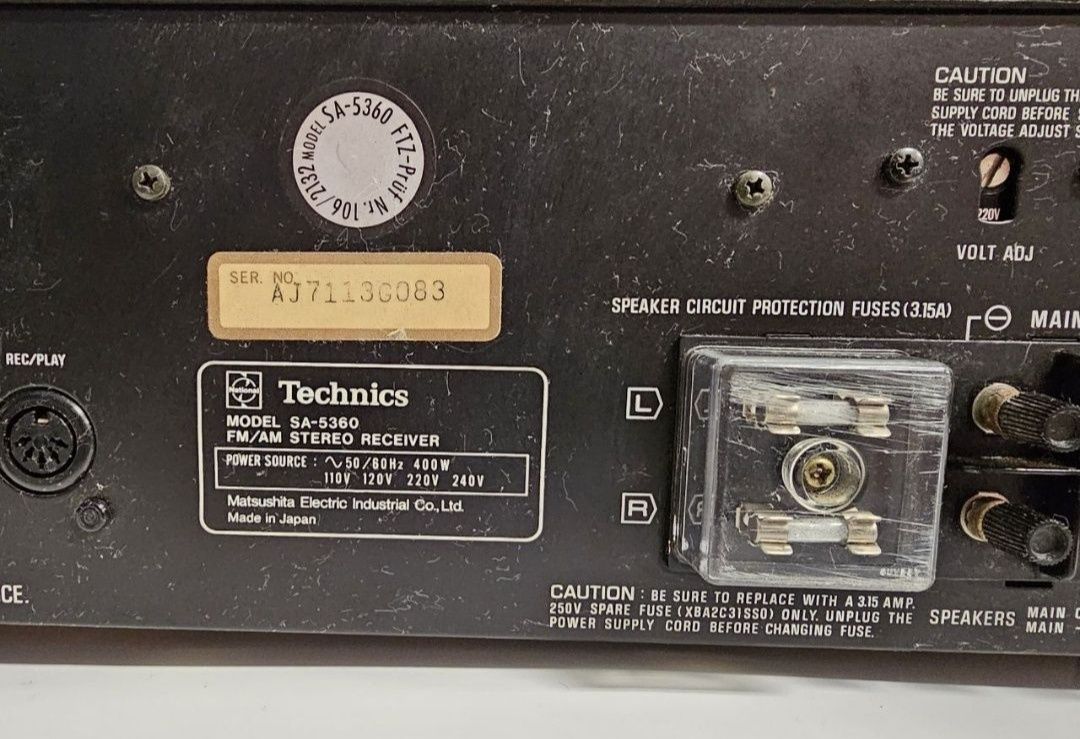 MODEL SA-5360 FTZ-Prüf Nr. 106/2132
CAUTION
BE SURE TO UNPLUG TH
SUPPLY CORD BEFORE
THE VOLTAGE ADJUST S
220V
VOLT ADJ
SER. NO.
AJ7113G083
SPEAKER CIRCUIT PROTECTION FUSES (3.15A)
⊖ MAIN
REC/PLAY
National Technics
MODEL SA-5360
FM/AM STEREO RECEIVER
POWER SOURCE : ∿50/60Hz 400W
110V 120V 220V 240V
Matsushita Electric Industrial Co., Ltd.
Made in Japan
L
R
CE.
CAUTION : BE SURE TO REPLACE WITH A 3.15 AMP.
250V SPARE FUSE (XBA2C31SS0) ONLY. UNPLUG THE
POWER SUPPLY CORD BEFORE CHANGING FUSE.
SPEAKERS
MAIN
MAIN